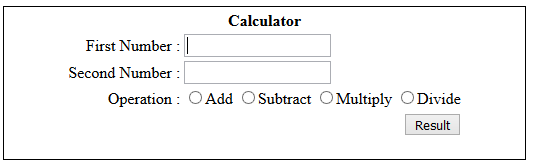 Calculator
First Number :
Second Number :
Operation : Add Subtract Multiply Divide
Result